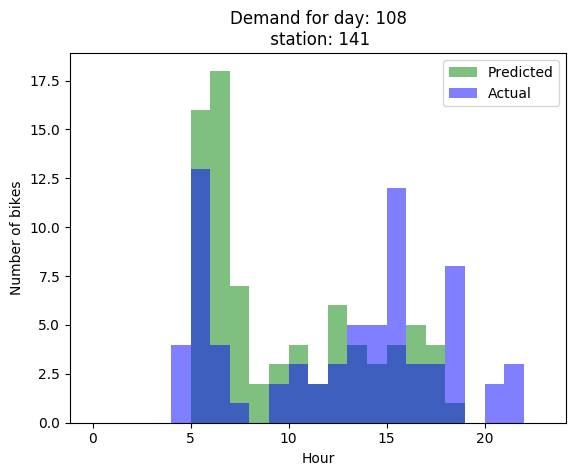 Demand for day: 108
station: 141
Predicted
Actual
17.5
15.0
12.5
10.0
7.5
5.0
2.5
0.0
Number of bikes
0 5 10 15 20
Hour